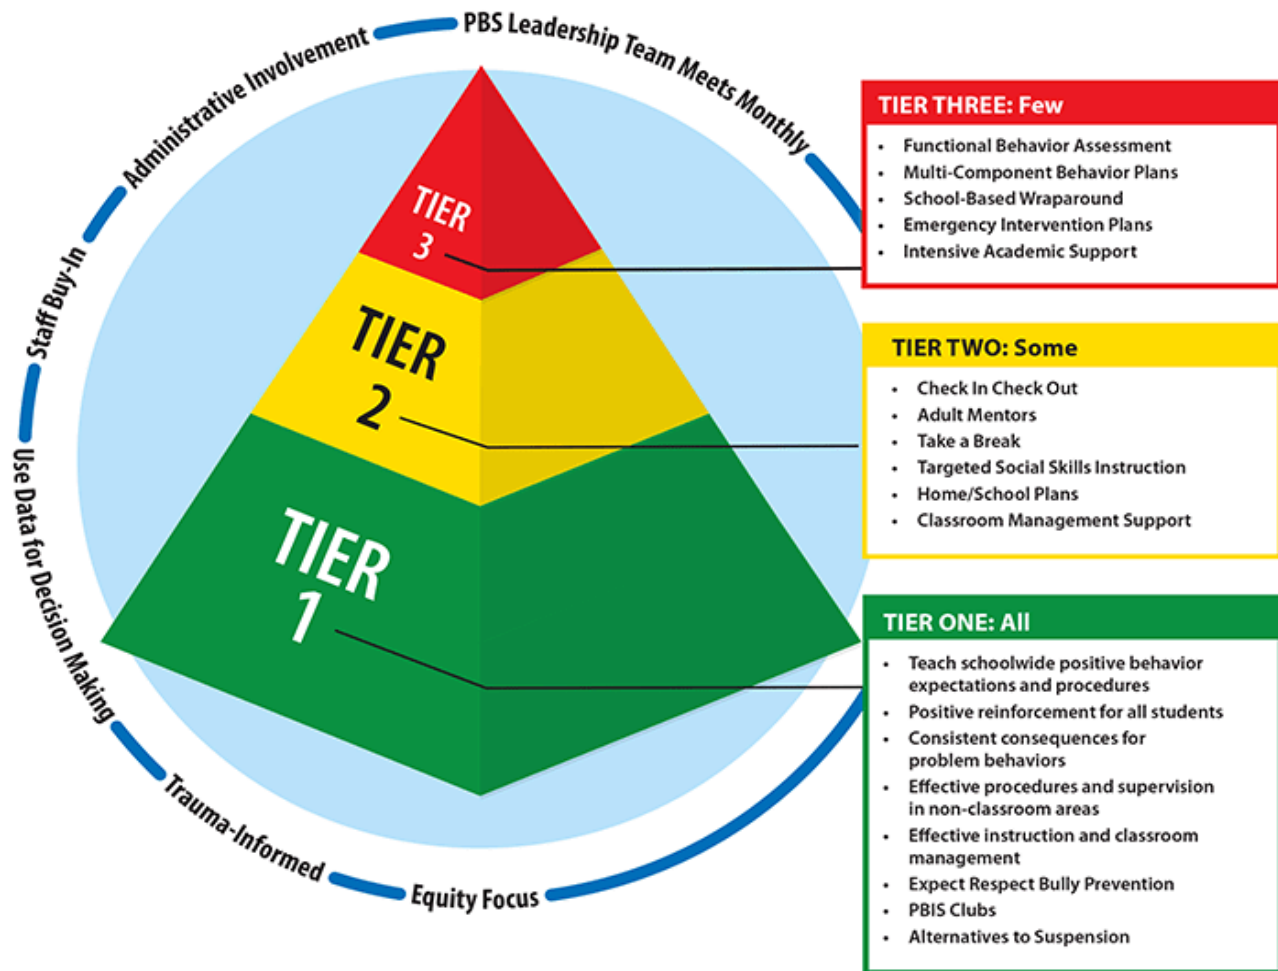 PBS Leadership Team Meets Monthly
Administrative Involvement
Staff Buy-In
Use Data for Decision Making
Trauma-Informed
Equity Focus
TIER
3
TIER
2
TIER
1
TIER THREE: Few
• Functional Behavior Assessment
• Multi-Component Behavior Plans
• School-Based Wraparound
• Emergency Intervention Plans
• Intensive Academic Support
TIER TWO: Some
• Check In Check Out
• Adult Mentors
• Take a Break
• Targeted Social Skills Instruction
• Home/School Plans
• Classroom Management Support
TIER ONE: All
• Teach schoolwide positive behavior
expectations and procedures
• Positive reinforcement for all students
• Consistent consequences for
problem behaviors
• Effective procedures and supervision
in non-classroom areas
• Effective instruction and classroom
management
• Expect Respect Bully Prevention
• PBIS Clubs
• Alternatives to Suspension